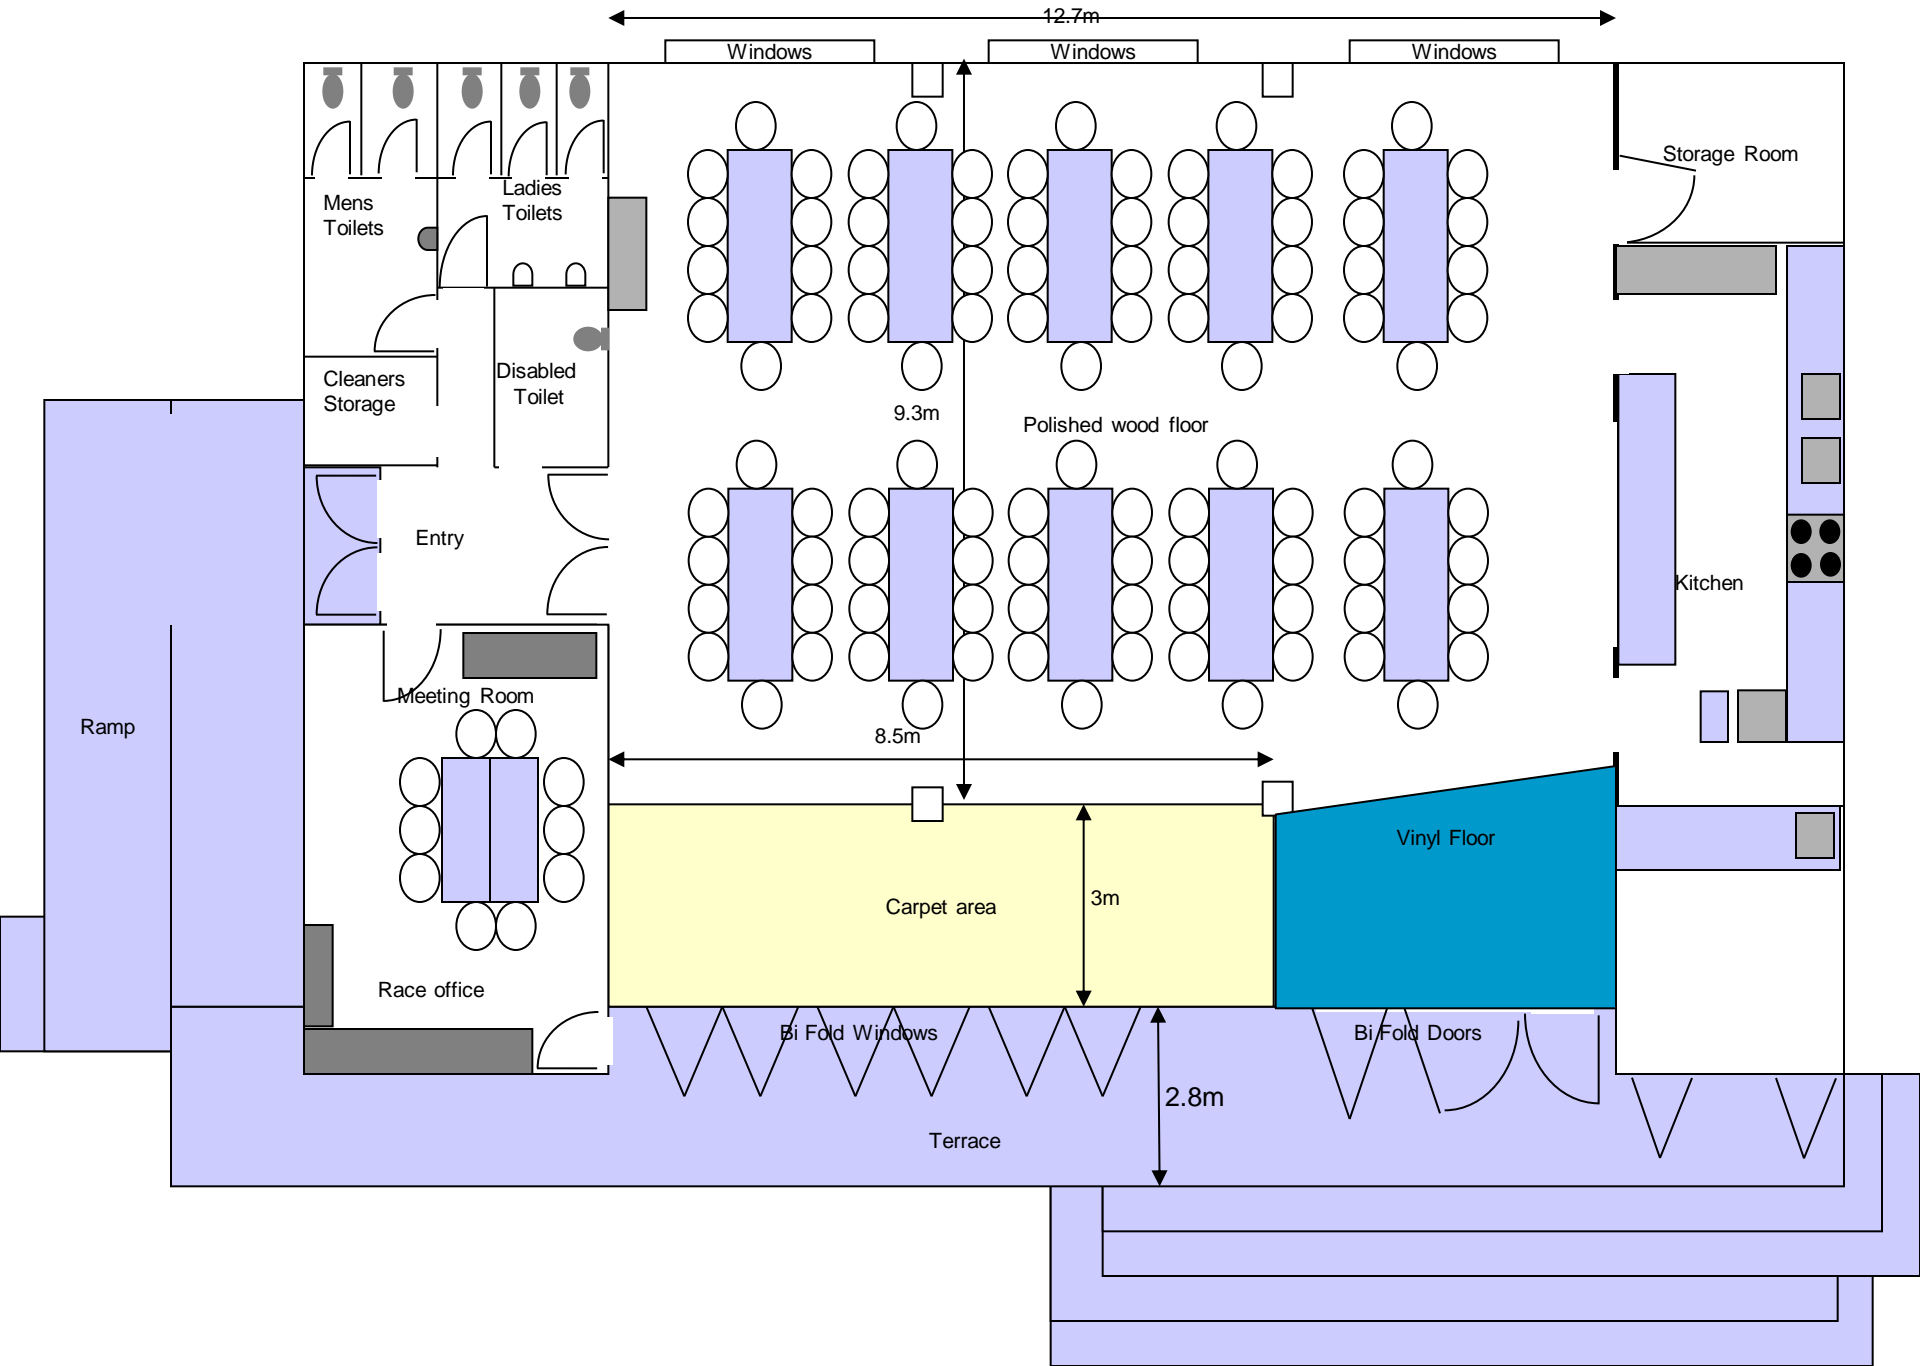 12.7m
Windows
Windows
Windows
Storage Room
Ladies
Toilets
Mens
Toilets
Disabled
Toilet
Cleaners
Storage
9.3m
Polished wood floor
Entry
Kitchen
Meeting Room
Ramp
8.5m
Vinyl Floor
3m
Carpet area
Race office
Bi Fold Windows
Bi Fold Doors
2.8m
Terrace